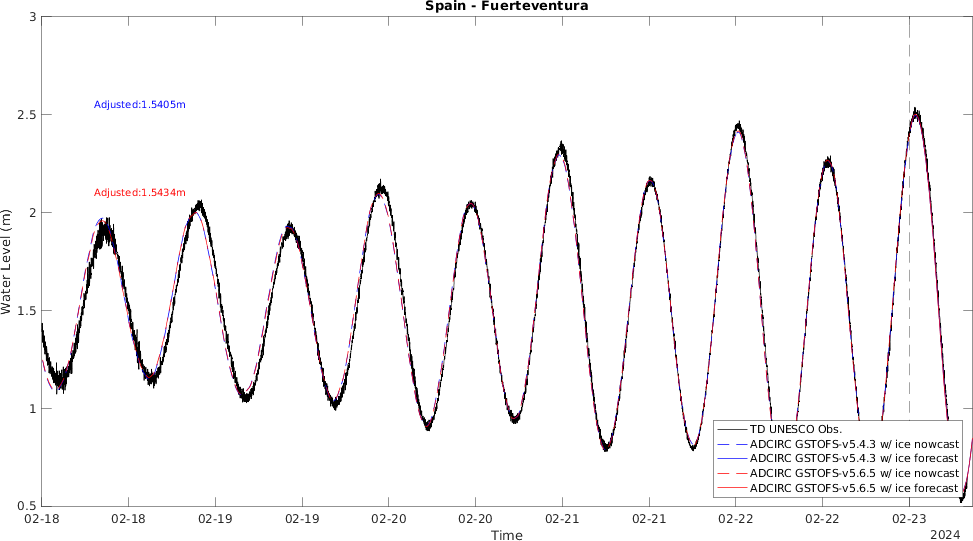 Spain - Fuerteventura
3
2.5
2
1.5
1
0.5
Water Level (m)
Adjusted:1.5405m
Adjusted:1.5434m
TD UNESCO Obs.
ADCIRC GSTOFS-v5.4.3 w/ ice nowcast
ADCIRC GSTOFS-v5.4.3 w/ ice forecast
ADCIRC GSTOFS-v5.6.5 w/ ice nowcast
ADCIRC GSTOFS-v5.6.5 w/ ice forecast
02-18 02-18 02-19 02-19 02-20 02-20 02-21 02-21 02-22 02-22 02-23
Time
2024